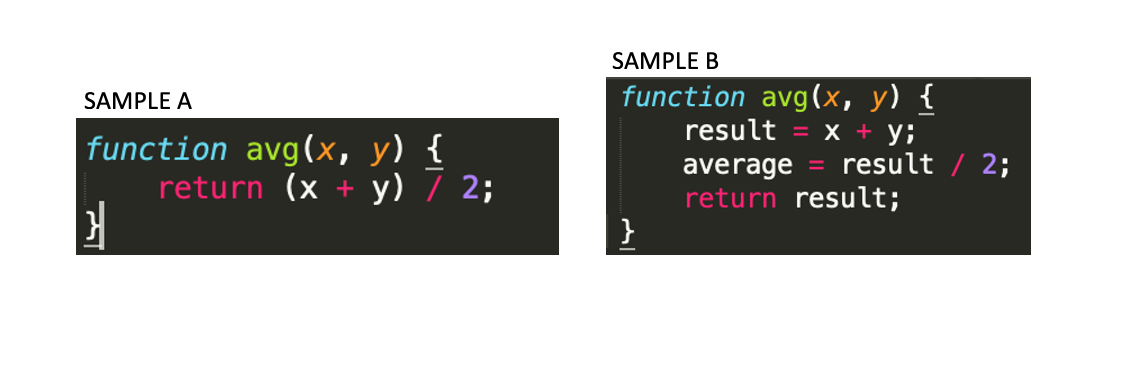 SAMPLE A
function avg(x, y) {
    return (x + y) / 2;
}
SAMPLE B
function avg(x, y) {
    result = x + y;
    average = result / 2;
    return result;
}